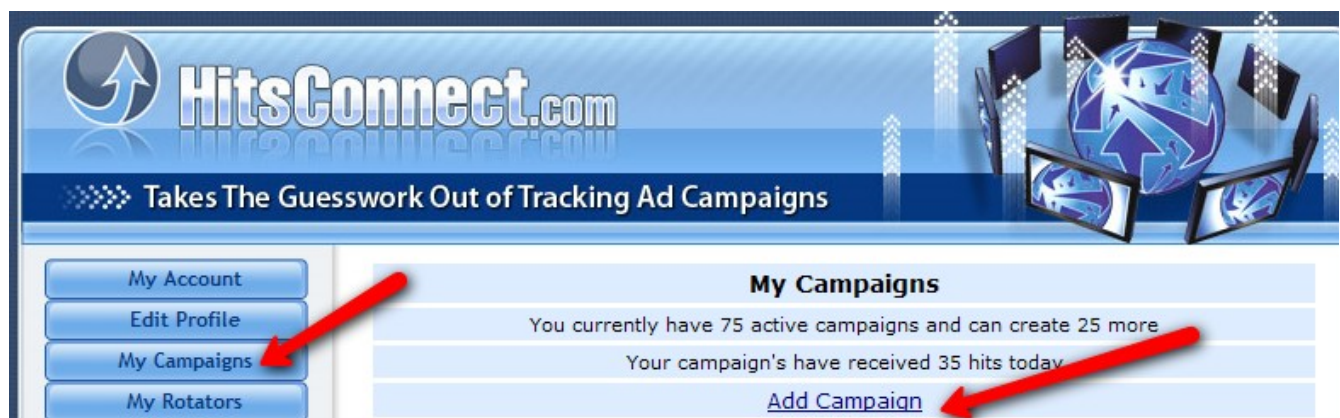 HitsConnect.com
Takes The Guesswork Out of Tracking Ad Campaigns
My Account
Edit Profile
My Campaigns
My Rotators
My Campaigns
You currently have 75 active campaigns and can create 25 more
Your campaign's have received 35 hits today
Add Campaign